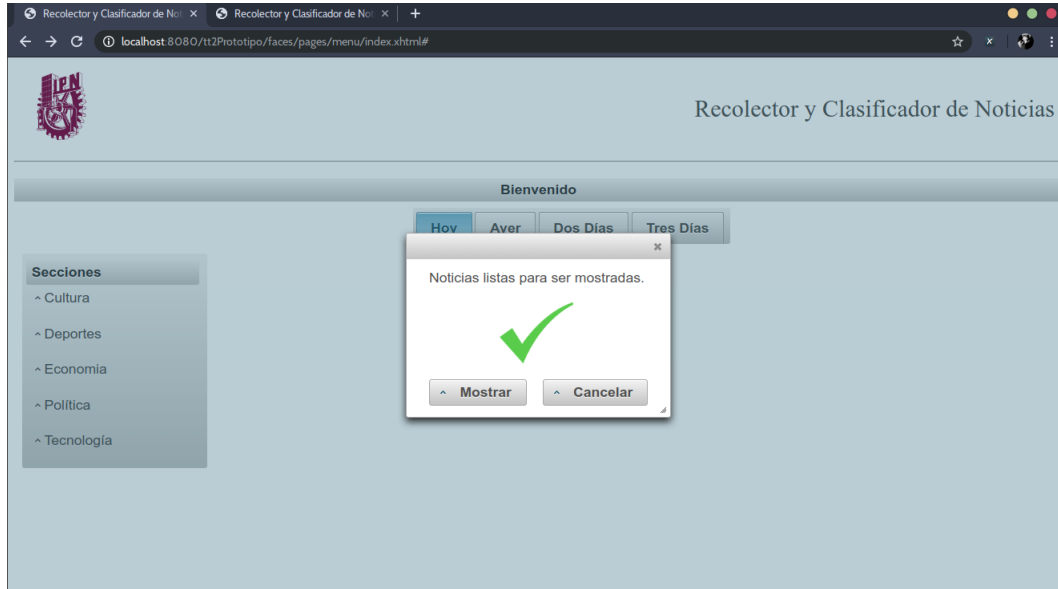 Recolector y Clasificador de Not
Recolector y Clasificador de Not
localhost:8080/tt2Prototipo/faces/pages/menu/index.xhtml#
IPN
Recolector y Clasificador de Noticias
Bienvenido
Hoy Ayer Dos Días Tres Días
Noticias listas para ser mostradas.
Mostrar Cancelar
Secciones
Cultura
Deportes
Economia
Política
Tecnología